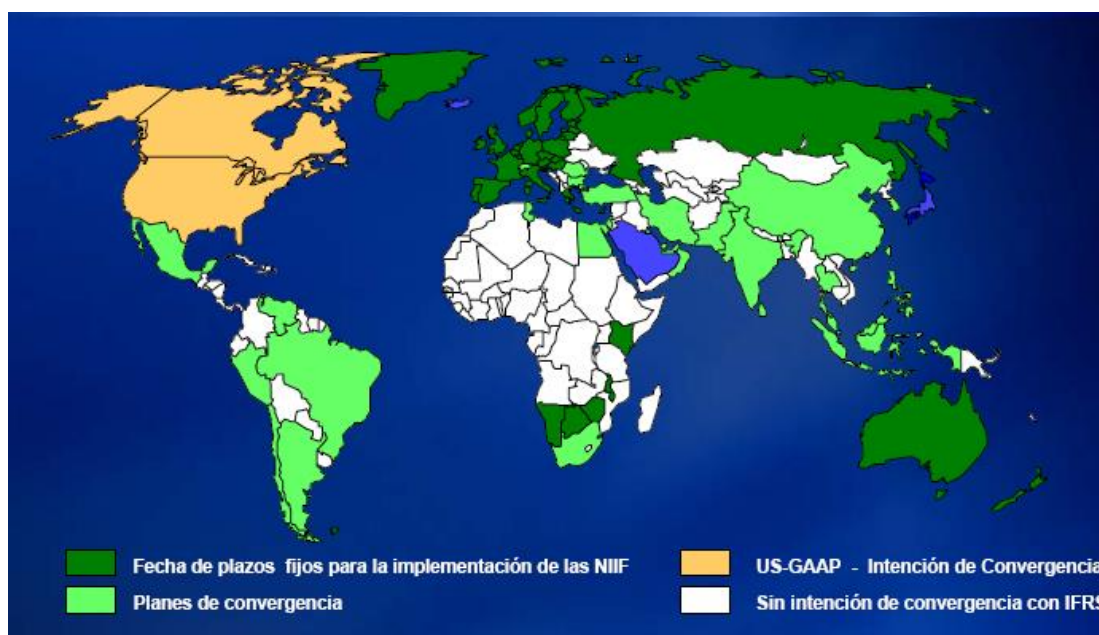 Fecha de plazos fijos para la implementación de las NIIF
US-GAAP - Intención de Convergencia
Planes de convergencia
Sin intención de convergencia con IFRS